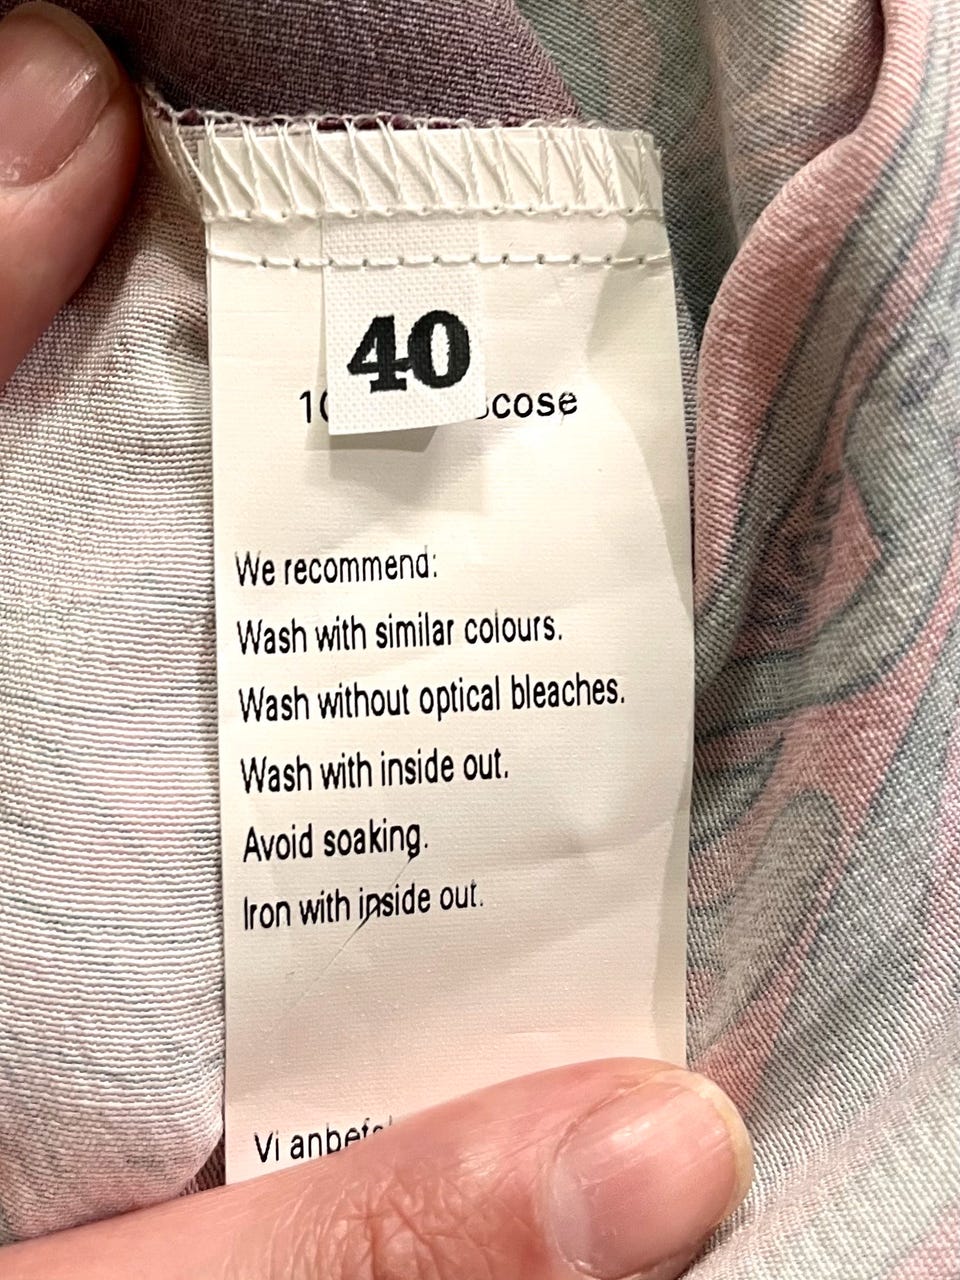 40
We recommend:
Wash with similar colours.
Wash without optical bleaches.
Wash with inside out.
Avoid soaking.
Iron with inside out.
Vi